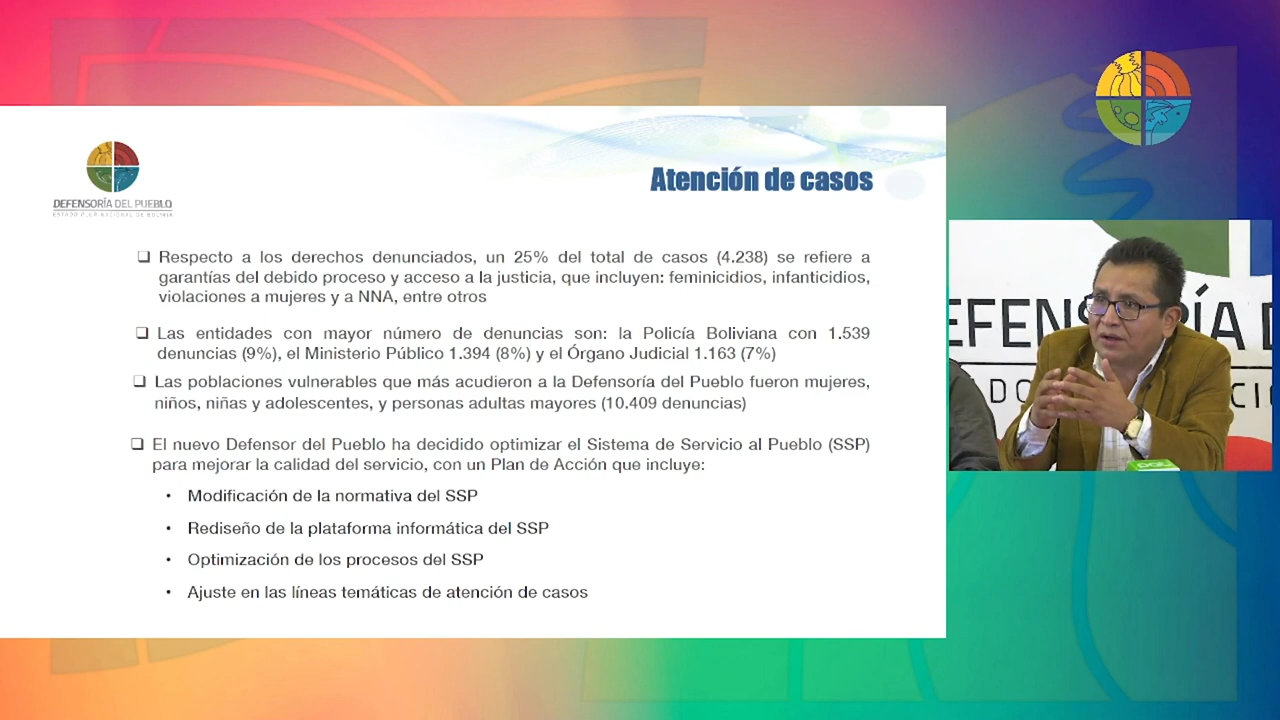 DEFENSORÍA DEL PUEBLO
ESTADO PLURINACIONAL DE BOLIVIA
Atención de casos
❑ Respecto a los derechos denunciados, un 25% del total de casos (4.238) se refiere a
garantías del debido proceso y acceso a la justicia, que incluyen: feminicidios, infanticidios,
violaciones a mujeres y a NNA, entre otros
❑ Las entidades con mayor número de denuncias son: la Policía Boliviana con 1.539
denuncias (9%), el Ministerio Público 1.394 (8%) y el Órgano Judicial 1.163 (7%)
❑ Las poblaciones vulnerables que más acudieron a la Defensoría del Pueblo fueron mujeres,
niños, niñas y adolescentes, y personas adultas mayores (10.409 denuncias)
❑ El nuevo Defensor del Pueblo ha decidido optimizar el Sistema de Servicio al Pueblo (SSP)
para mejorar la calidad del servicio, con un Plan de Acción que incluye:
• Modificación de la normativa del SSP
• Rediseño de la plataforma informática del SSP
• Optimización de los procesos del SSP
• Ajuste en las líneas temáticas de atención de casos